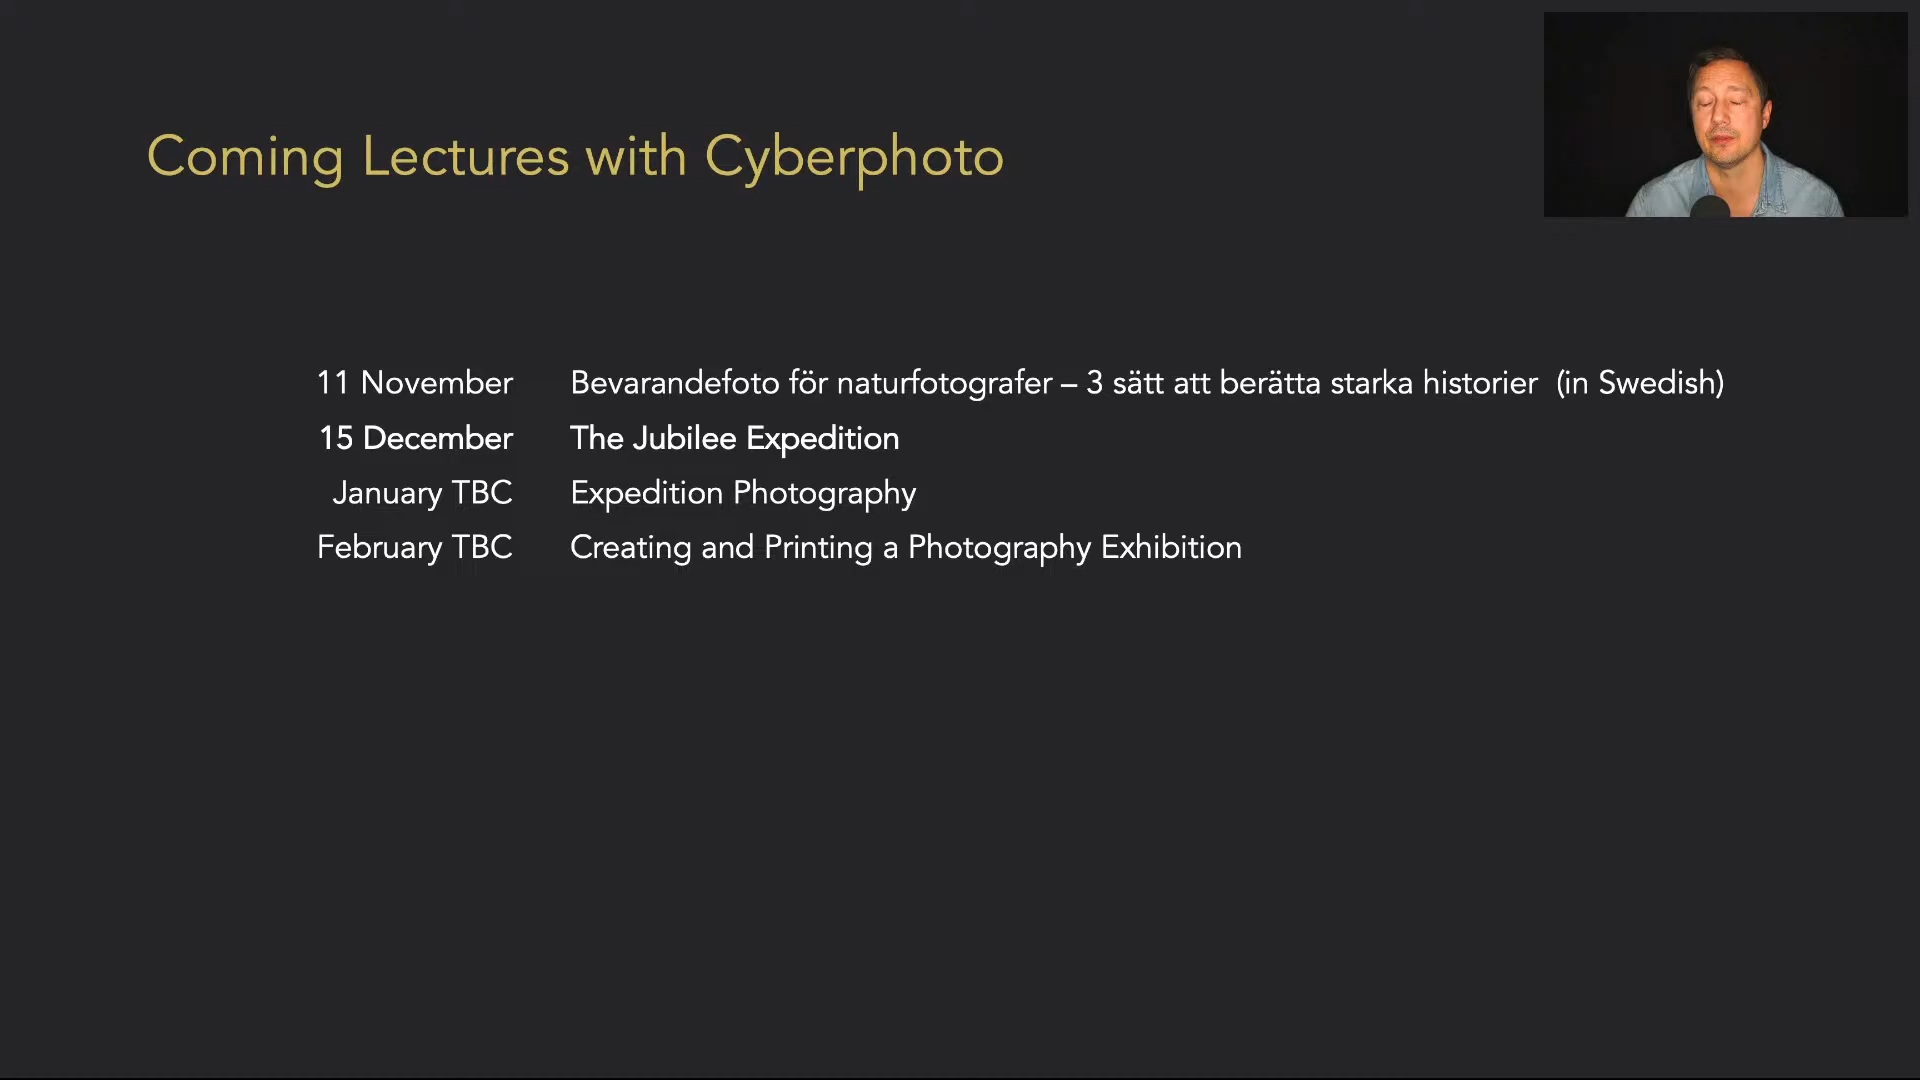 Coming Lectures with Cyberphoto
11 November Bevarandefoto för naturfotografer – 3 sätt att berätta starka historier (in Swedish)
15 December The Jubilee Expedition
January TBC Expedition Photography
February TBC Creating and Printing a Photography Exhibition